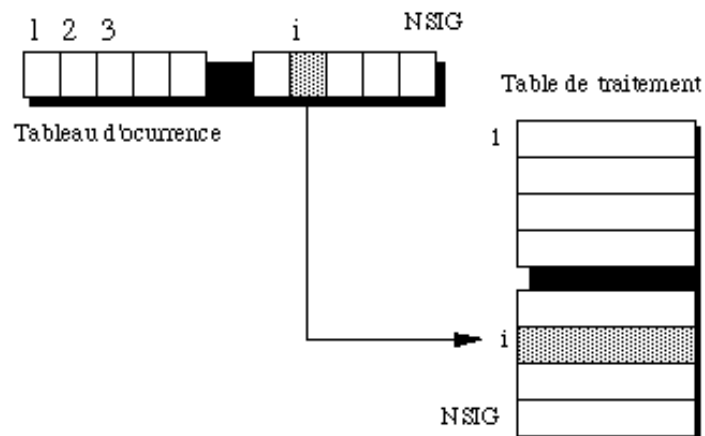 1 2 3 i NSIG
Tableau d'ocurrence
Table de traitement
1
i
NSIG